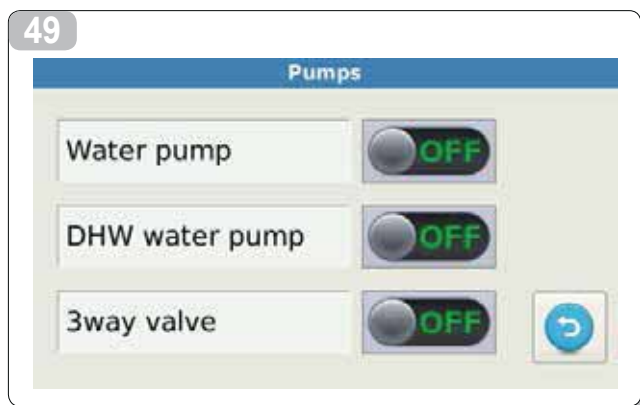 49
Pumps
Water pump OFF
DHW water pump OFF
3way valve OFF